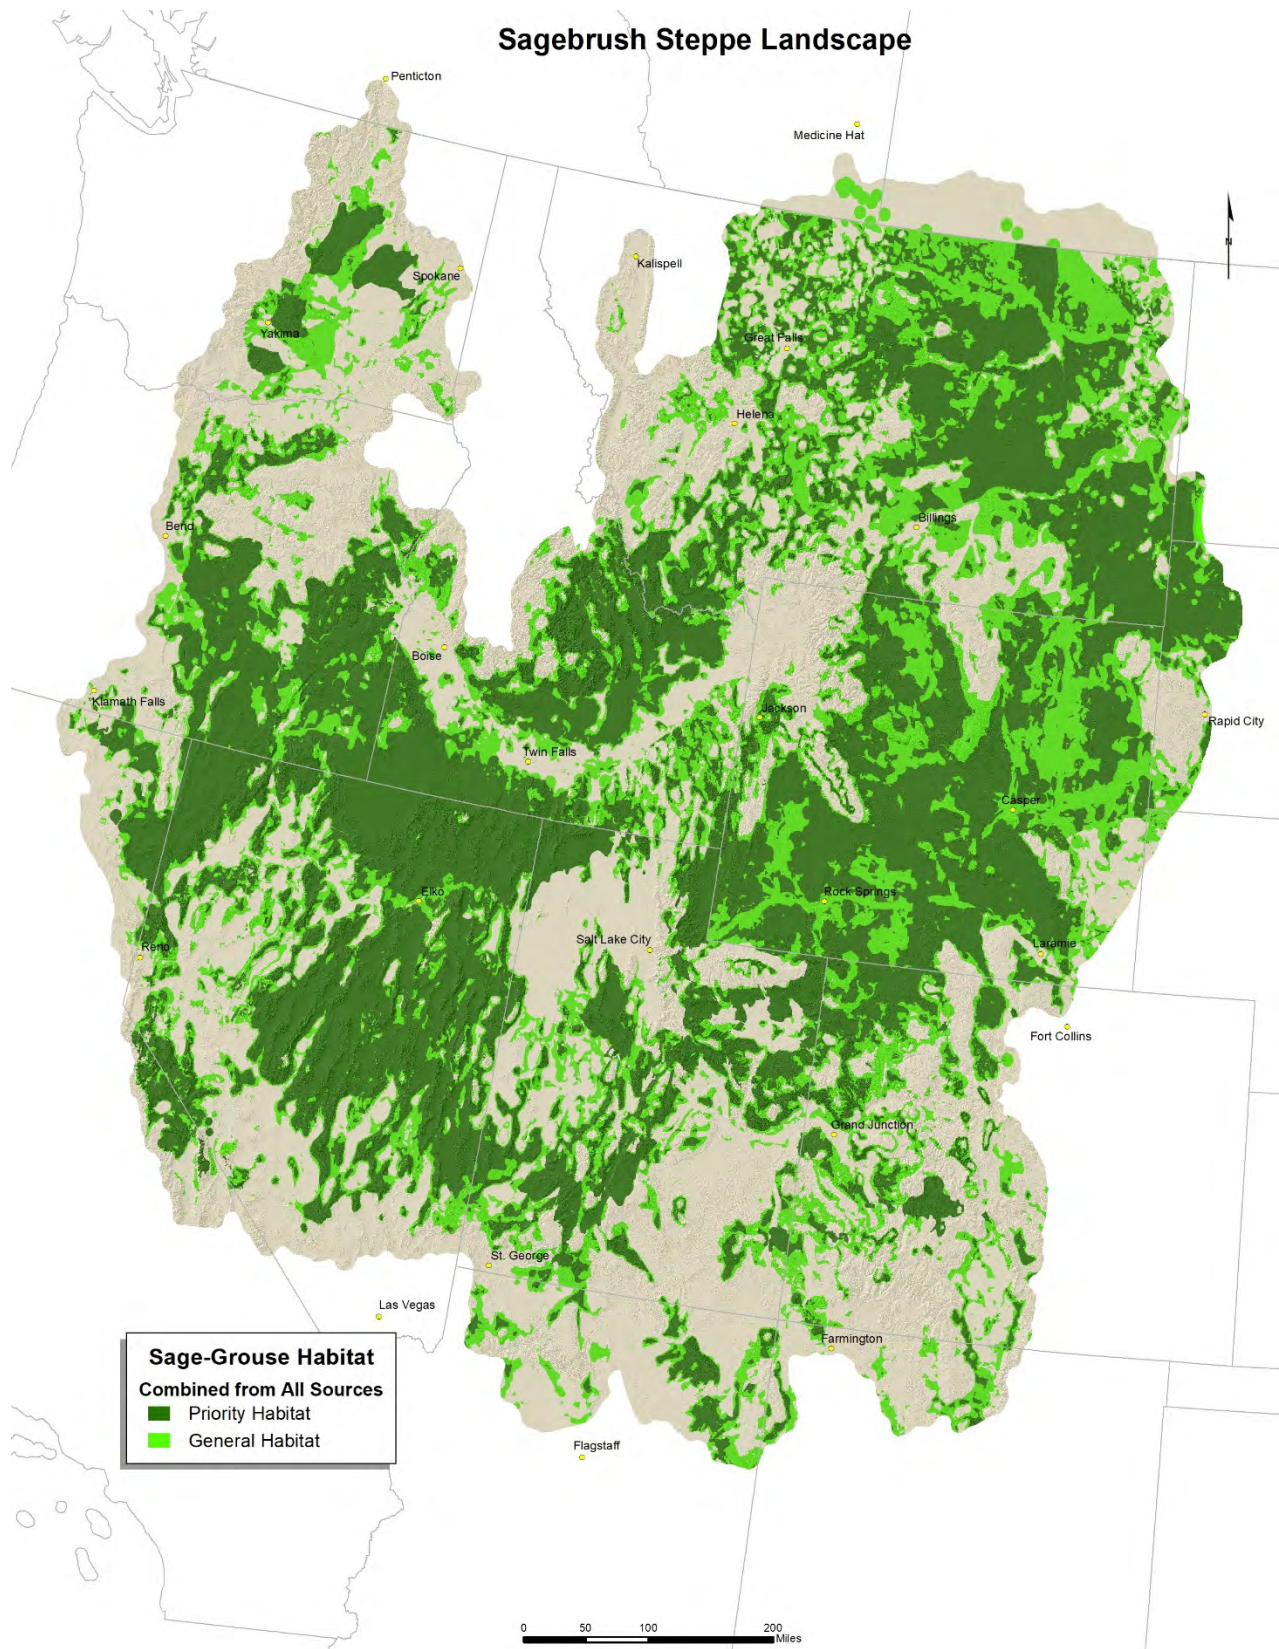 Sagebrush Steppe Landscape
Penticton
Medicine Hat
N
Kalispell
Spokane
Yakima
Great Falls
Helena
Billings
Bend
Boise
Klamath Falls
Jackson
Rapid City
Twin Falls
Casper
Elko
Rock Springs
Reno
Salt Lake City
Laramie
Fort Collins
Grand Junction
St. George
Las Vegas
Farmington
Sage-Grouse Habitat
Combined from All Sources
Priority Habitat
General Habitat
Flagstaff
0 50 100 200
Miles